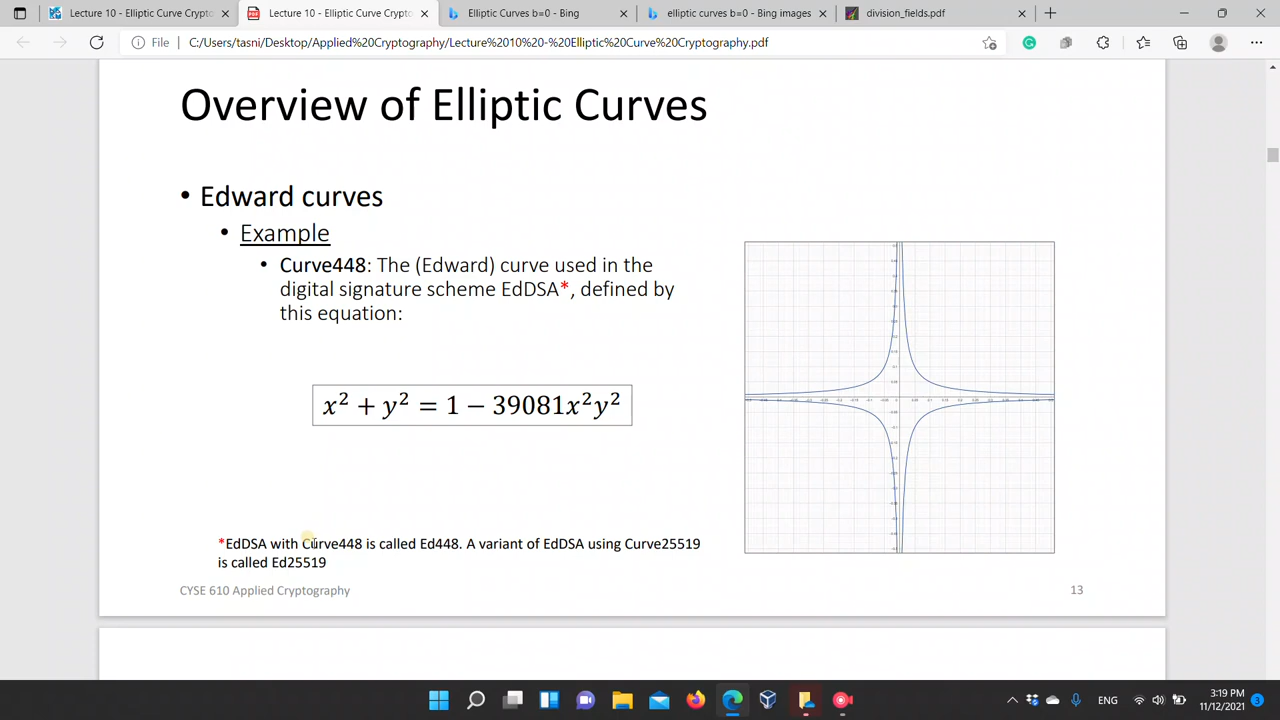 Lecture 10 - Elliptic Curve Crypto
Lecture 10 - Elliptic Curve Crypto
Elliptic Curves b=0 - Bing
elliptic curves b=0 - Bing images
division_fields.pdf
File
C:/Users/tasni/Desktop/Applied%20Cryptography/Lecture%2010%20-%20Elliptic%20Curve%20Cryptography.pdf
Overview of Elliptic Curves
• Edward curves
• Example
• Curve448: The (Edward) curve used in the
digital signature scheme EdDSA*, defined by
this equation:
x² + y² = 1 − 39081x²y²
*EdDSA with Curve448 is called Ed448. A variant of EdDSA using Curve25519
is called Ed25519
CYSE 610 Applied Cryptography
13
ENG
3:19 PM
11/12/2021
3